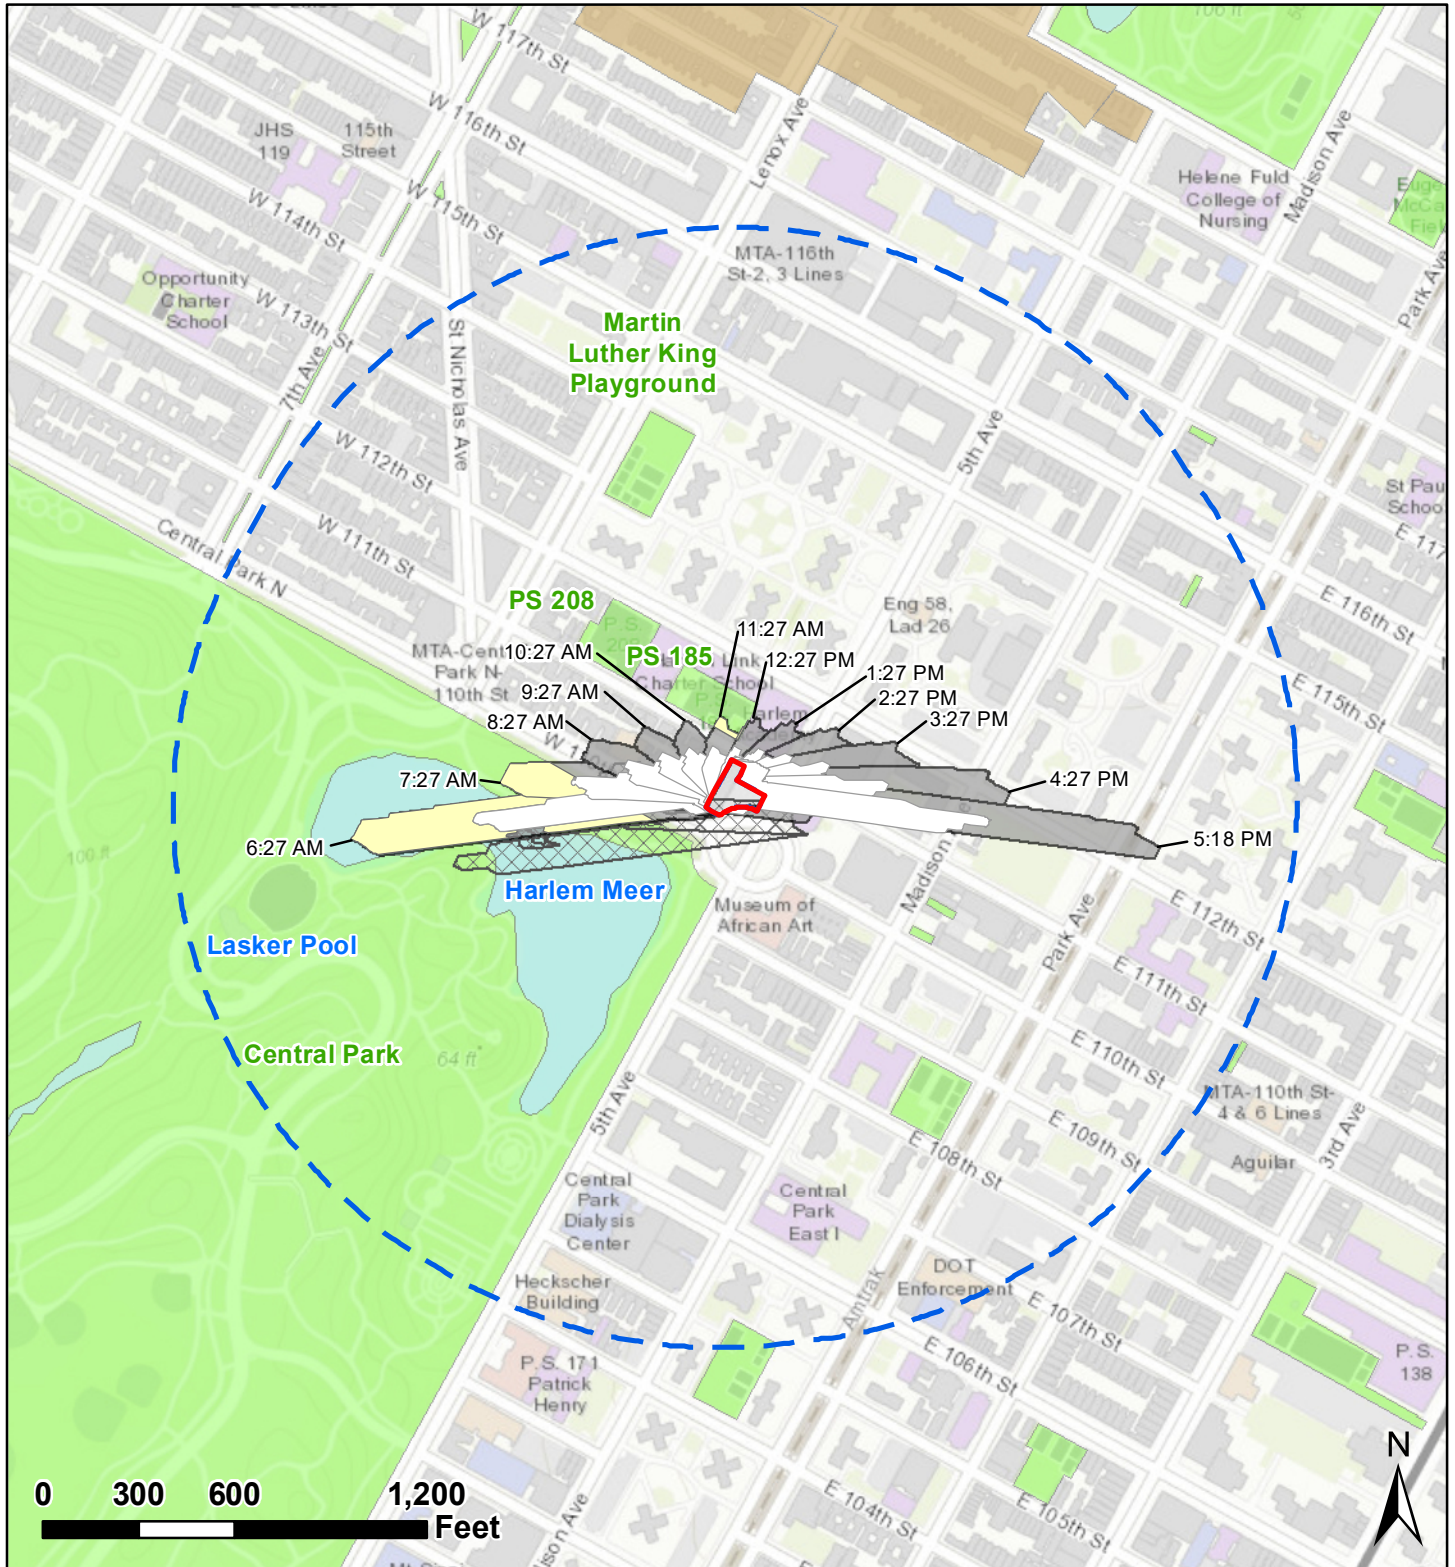 W 117th St
106 ft
Lenox Ave
Madison Ave
W 116th St
JHS
119
115th
Street
W 115th St
W 114th St
Helene Fuld
College of
Nursing
Park Ave
MTA-116th
St-2, 3 Lines
Opportunity
Charter
School
W 113th St
7th Ave
St Nicholas Ave
Martin
Luther King
Playground
5th Ave
W 112th St
W 111th St
Central Park N
E 116th St
PS 208
Eng 58,
Lad 26
11:27 AM
10:27 AM
PS 185
12:27 PM
1:27 PM
9:27 AM
2:27 PM
8:27 AM
3:27 PM
E 115th St
7:27 AM
4:27 PM
6:27 AM
5:18 PM
100 ft
Harlem Meer
Museum of
African Art
Madison
Park Ave
E 112th St
Lasker Pool
E 111th St
Central Park
64 ft
E 110th St
MTA-110th St-
4 & 6 Lines
5th Ave
E 109th St
3rd Ave
E 108th St
Aguilar
Central
Park
Dialysis
Center
Central
Park
East I
Heckscher
Building
Amtrak
DOT
Enforcement
E 107th St
P.S. 171
Patrick
Henry
E 106th St
P.S.
138
N
0 300 600 1,200
Feet
E 104th St
E 105th St